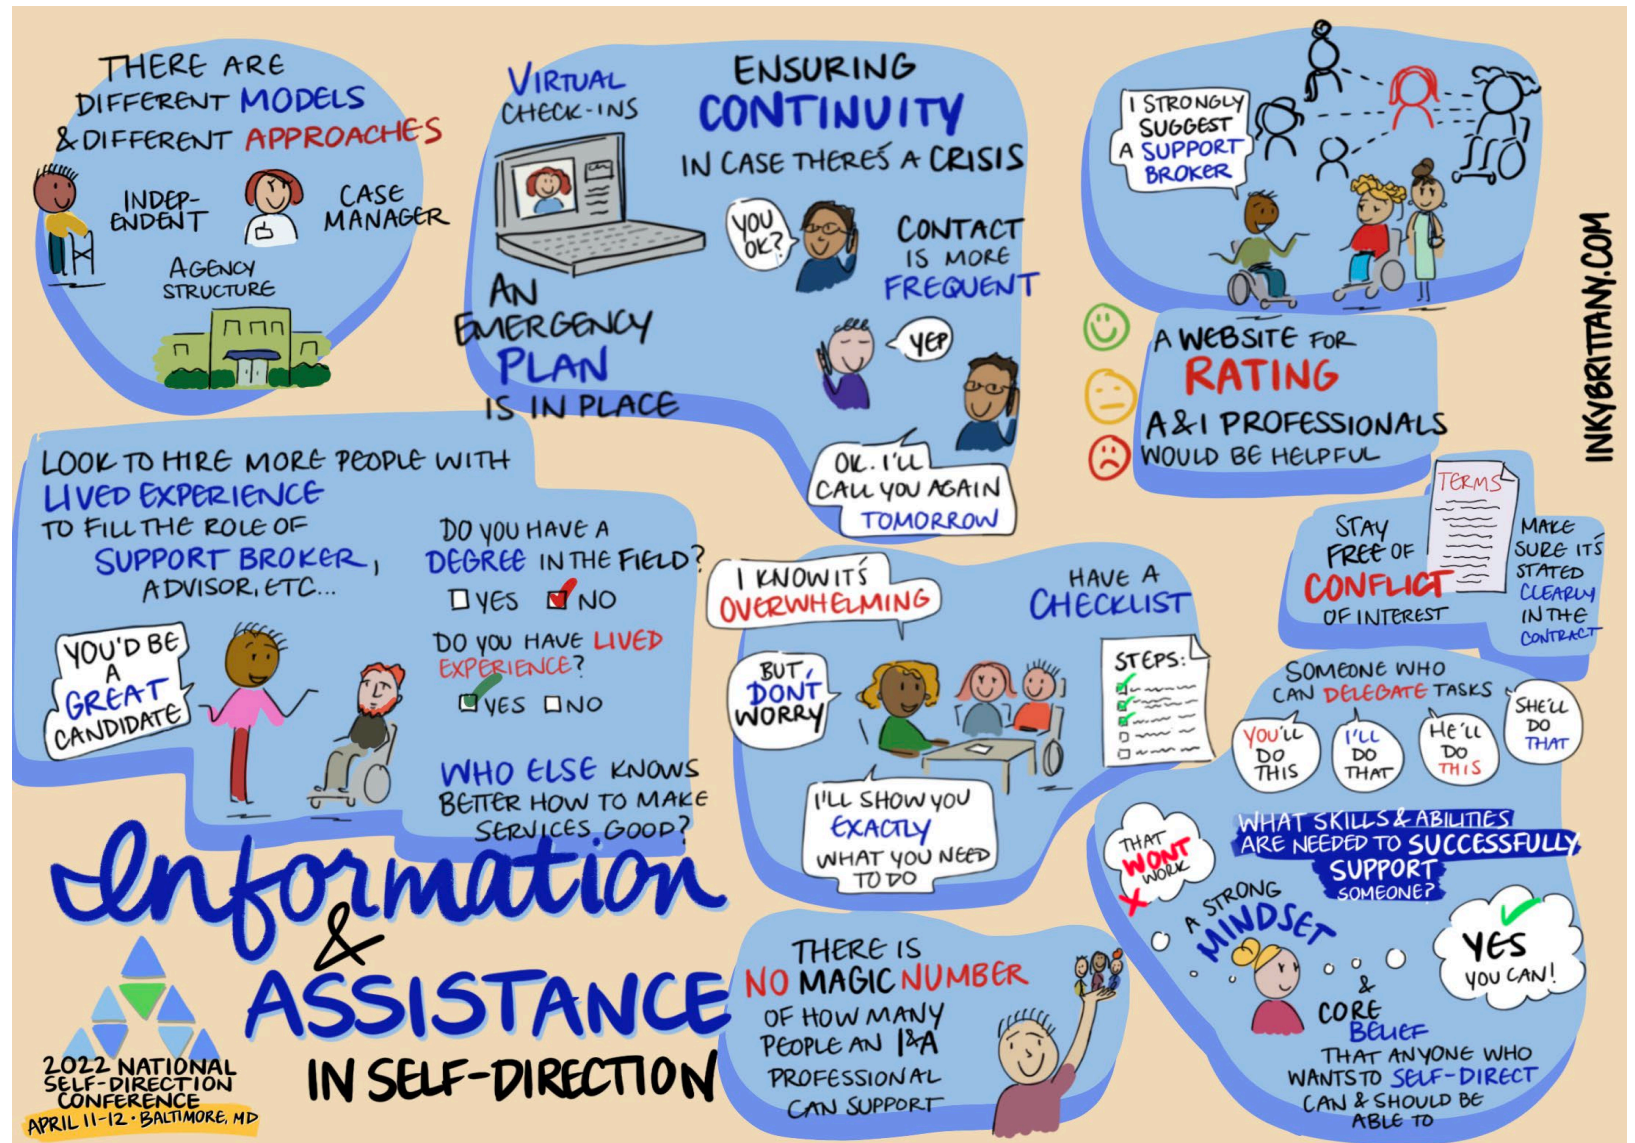 THERE ARE
DIFFERENT MODELS
& DIFFERENT APPROACHES
INDEP-
ENDENT
CASE
MANAGER
AGENCY
STRUCTURE
VIRTUAL
CHECK-INS
ENSURING
CONTINUITY
IN CASE THERE'S A CRISIS
YOU
OK?
CONTACT
IS MORE
FREQUENT
AN
EMERGENCY
PLAN
IS IN PLACE
YEP
OK. I'LL
CALL YOU AGAIN
TOMORROW
I STRONGLY
SUGGEST
A SUPPORT
BROKER
A WEBSITE FOR
RATING
A&I PROFESSIONALS
WOULD BE HELPFUL
INKYBRITTANY.COM
LOOK TO HIRE MORE PEOPLE WITH
LIVED EXPERIENCE
TO FILL THE ROLE OF
SUPPORT BROKER,
ADVISOR, ETC...
YOU'D BE
A
GREAT
CANDIDATE
DO YOU HAVE A
DEGREE IN THE FIELD?
YES NO
DO YOU HAVE LIVED
EXPERIENCE?
YES NO
WHO ELSE KNOWS
BETTER HOW TO MAKE
SERVICES GOOD?
I KNOW IT'S
OVERWHELMING
BUT,
DON'T
WORRY
HAVE A
CHECKLIST
STEPS:
I'LL SHOW YOU
EXACTLY
WHAT YOU NEED
TO DO
STAY
FREE OF
CONFLICT
OF INTEREST
TERMS
MAKE
SURE IT'S
STATED
CLEARLY
IN THE
CONTRACT
SOMEONE WHO
CAN DELEGATE TASKS
YOU'LL
DO
THIS
I'LL
DO
THAT
HE'LL
DO
THIS
SHE'LL
DO
THAT
WHAT SKILLS & ABILITIES
ARE NEEDED TO SUCCESSFULLY
SUPPORT
SOMEONE?
THAT
WONT
WORK
A STRONG
MINDSET
&
CORE
BELIEF
THAT ANYONE WHO
WANTS TO SELF-DIRECT
CAN & SHOULD BE
ABLE TO
YES
YOU CAN!
THERE IS
NO MAGIC NUMBER
OF HOW MANY
PEOPLE AN I&A
PROFESSIONAL
CAN SUPPORT
Information
&
ASSISTANCE
IN SELF-DIRECTION
2022 NATIONAL
SELF-DIRECTION
CONFERENCE
APRIL 11-12 · BALTIMORE, MD